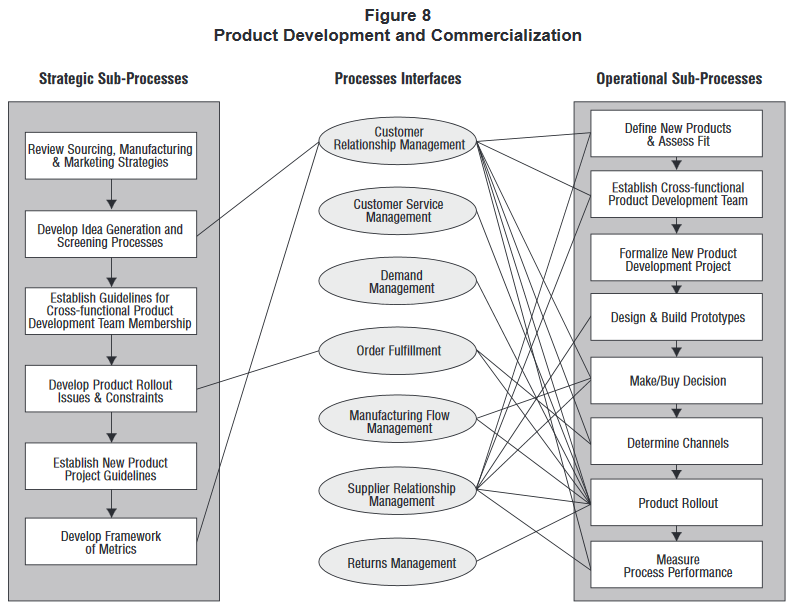 Figure 8
Product Development and Commercialization
Strategic Sub-Processes
Review Sourcing, Manufacturing
& Marketing Strategies
Develop Idea Generation and
Screening Processes
Establish Guidelines for
Cross-functional Product
Development Team Membership
Develop Product Rollout
Issues & Constraints
Establish New Product
Project Guidelines
Develop Framework
of Metrics
Processes Interfaces
Customer
Relationship Management
Customer Service
Management
Demand
Management
Order Fulfillment
Manufacturing Flow
Management
Supplier Relationship
Management
Returns Management
Operational Sub-Processes
Define New Products
& Assess Fit
Establish Cross-functional
Product Development Team
Formalize New Product
Development Project
Design & Build Prototypes
Make/Buy Decision
Determine Channels
Product Rollout
Measure
Process Performance